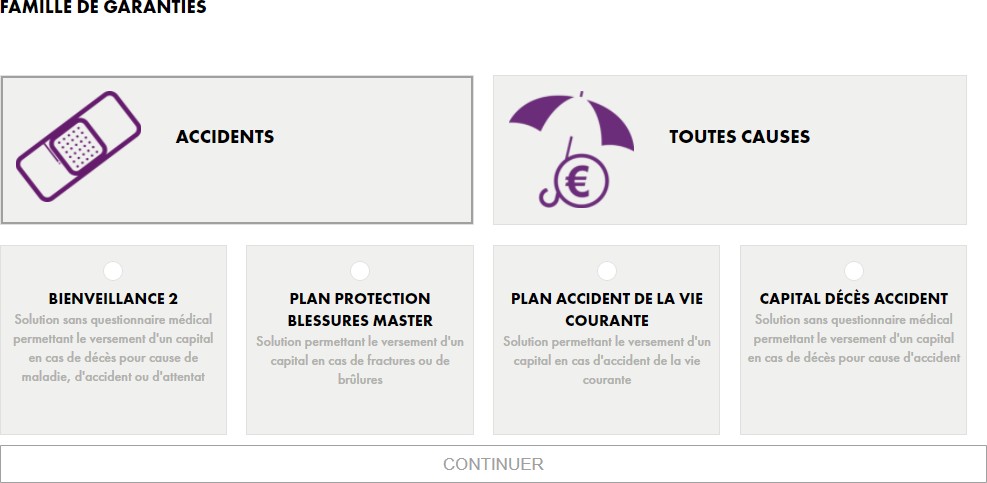 FAMILLE DE GARANTIES
ACCIDENTS
TOUTES CAUSES
€
BIENVEILLANCE 2
Solution sans questionnaire médical
permettant le versement d'un capital
en cas de décès pour cause de
maladie, d'accident ou d'attentat
PLAN PROTECTION
BLESSURES MASTER
Solution permettant le versement d'un
capital en cas de fractures ou de
brûlures
PLAN ACCIDENT DE LA VIE
COURANTE
Solution permettant le versement d'un
capital en cas d'accident de la vie
courante
CAPITAL DÉCÈS ACCIDENT
Solution sans questionnaire médical
permettant le versement d'un capital
en cas de décès pour cause d'accident
CONTINUER